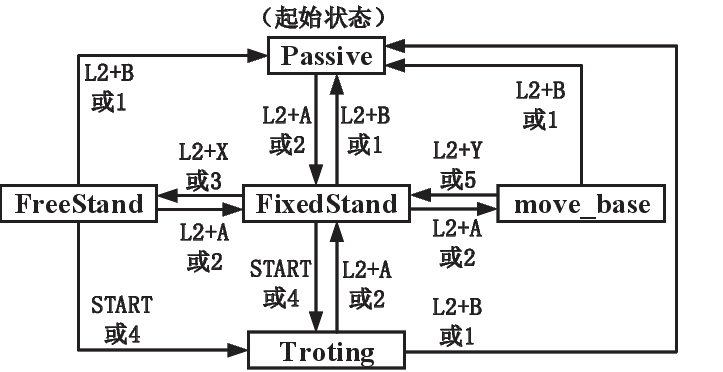 (起始状态)
Passive
L2+B
或1
L2+A
或2
L2+B
或1
L2+B
或1
L2+X
或3
L2+Y
或5
FreeStand
FixedStand
move_base
L2+A
或2
L2+A
或2
START
或4
START
或4
L2+A
或2
L2+B
或1
Troting